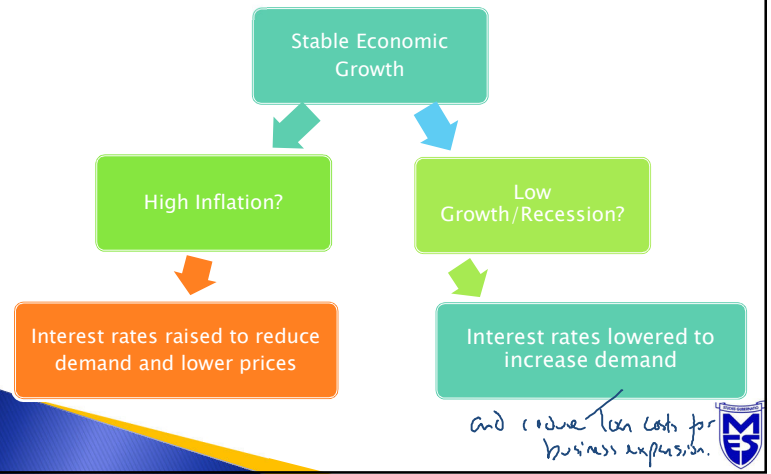 Stable Economic
Growth
High Inflation?
Low
Growth/Recession?
Interest rates raised to reduce
demand and lower prices
Interest rates lowered to
increase demand
and reduce loan costs for
business expansion.
MES